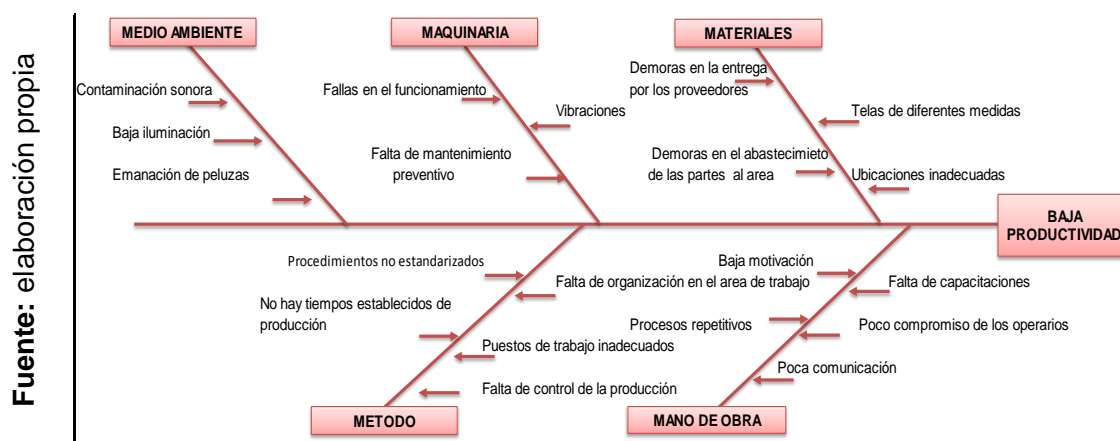 Fuente: elaboración propia
MEDIO AMBIENTE
MAQUINARIA
MATERIALES
Contaminación sonora
Baja iluminación
Emanación de peluzas
Fallas en el funcionamiento
Vibraciones
Falta de mantenimiento
preventivo
Demoras en la entrega
por los proveedores
Telas de diferentes medidas
Demoras en el abastecimieto
de las partes al area
Ubicaciones inadecuadas
BAJA
PRODUCTIVIDAD
Procedimientos no estandarizados
Falta de organización en el area de trabajo
No hay tiempos establecidos de
producción
Puestos de trabajo inadecuados
Falta de control de la producción
Baja motivación
Falta de capacitaciones
Procesos repetitivos
Poco compromiso de los operarios
Poca comunicación
METODO
MANO DE OBRA